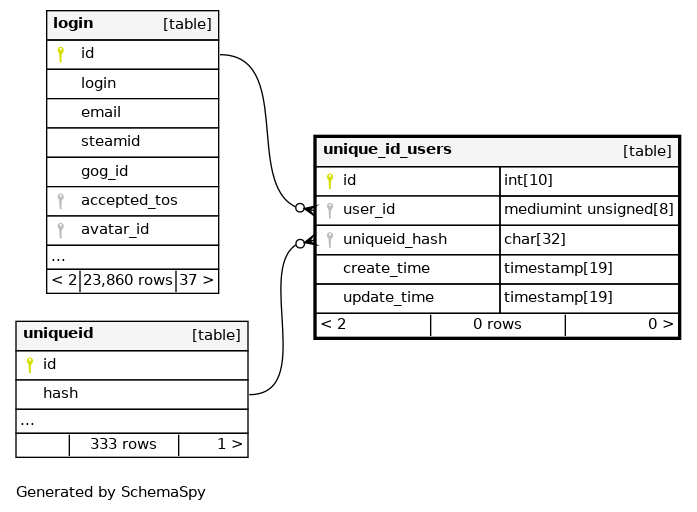 login [table]
id
login
email
steamid
gog_id
accepted_tos
avatar_id
...
< 2 23,860 rows 37 >
unique_id_users [table]
id int[10]
user_id mediumint unsigned[8]
uniqueid_hash char[32]
create_time timestamp[19]
update_time timestamp[19]
< 2 0 rows 0 >
uniqueid [table]
id
hash
...
333 rows 1 >
Generated by SchemaSpy